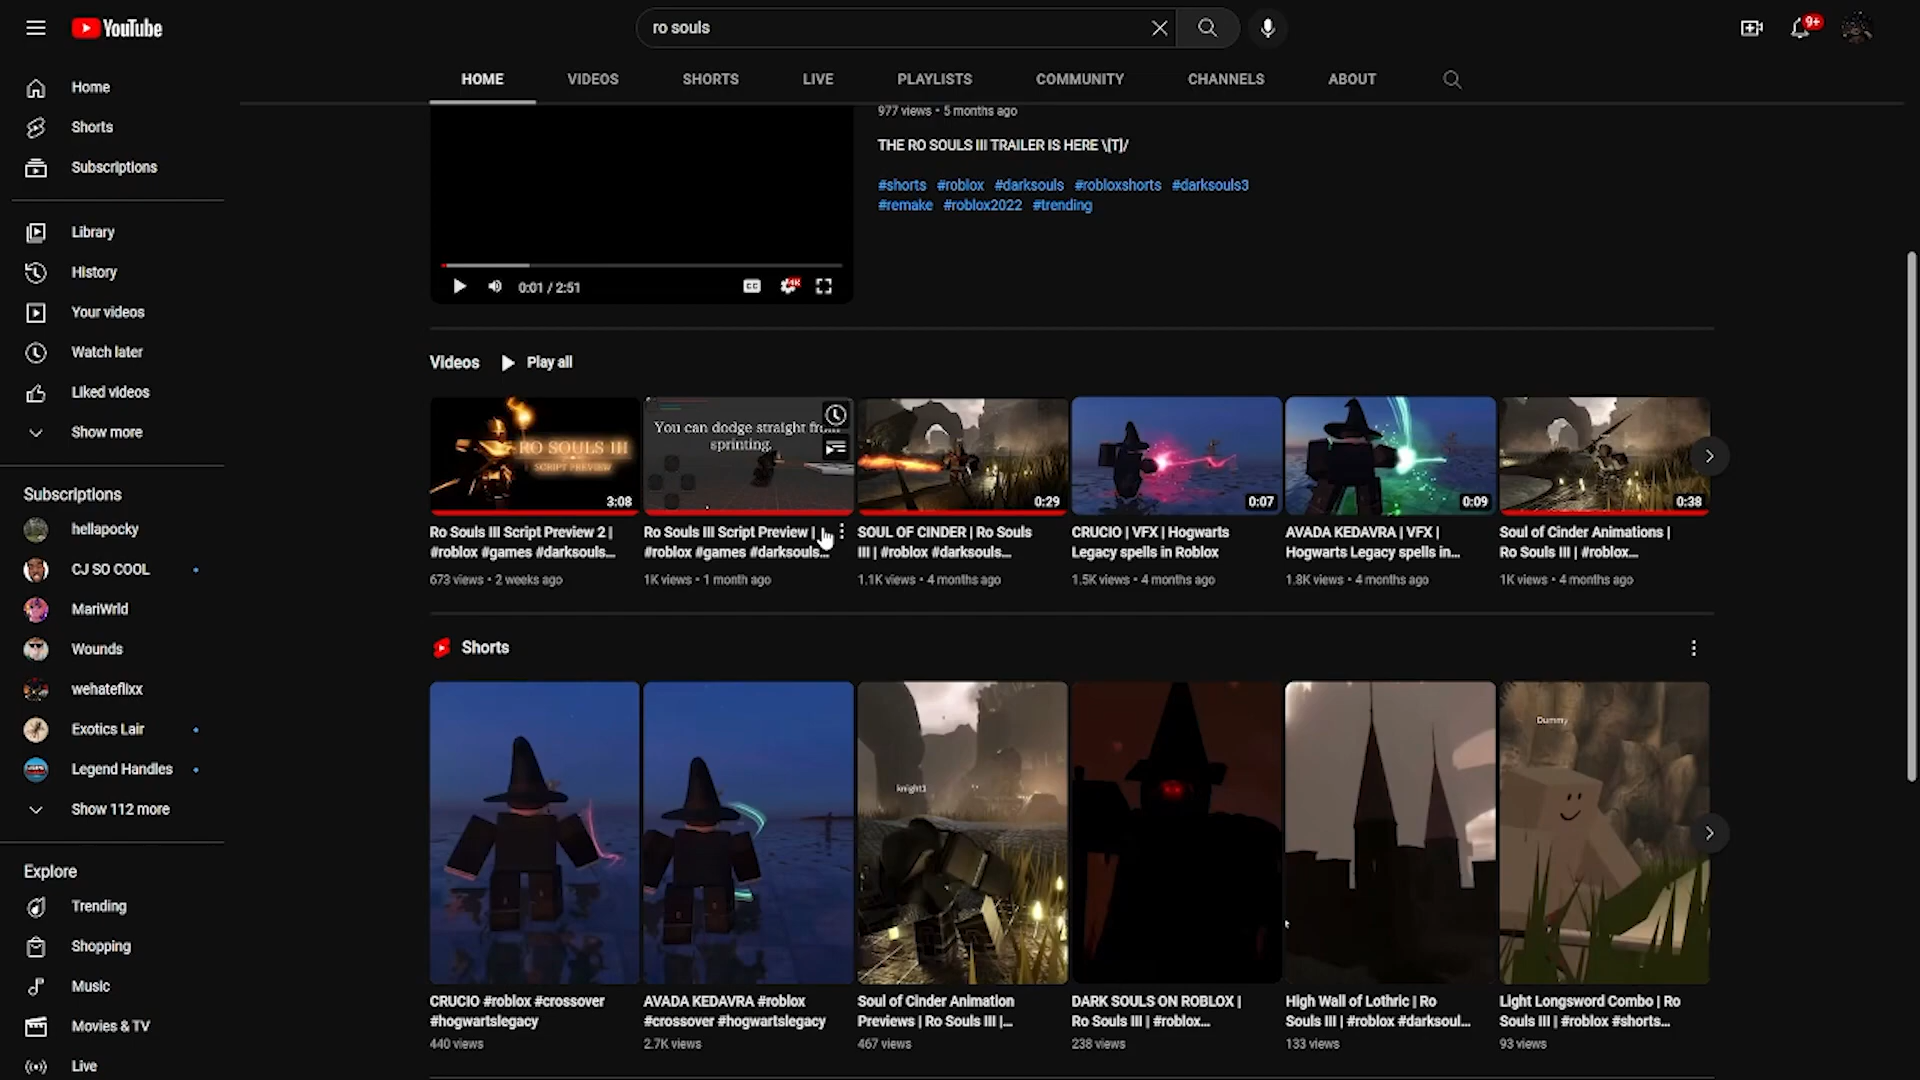 YouTube
ro souls
9+
HOME
VIDEOS
SHORTS
LIVE
PLAYLISTS
COMMUNITY
CHANNELS
ABOUT
Home
Shorts
Subscriptions
Library
History
Your videos
Watch later
Liked videos
Show more
Subscriptions
hellapocky
CJ SO COOL
MariWrld
Wounds
wehateflixx
Exotics Lair
Legend Handles
Show 112 more
Explore
Trending
Shopping
Music
Movies & TV
Live
977 views • 5 months ago
THE RO SOULS III TRAILER IS HERE \[T]/
#shorts #roblox #darksouls #robloxshorts #darksouls3
#remake #roblox2022 #trending
0:01 / 2:51
CC
4K
Videos
Play all
RO SOULS III
SCRIPT PREVIEW
3:08
Ro Souls III Script Preview 2 |
#roblox #games #darksouls...
673 views • 2 weeks ago
You can dodge straight from
sprinting.
Ro Souls III Script Preview |
#roblox #games #darksouls...
1K views • 1 month ago
0:29
SOUL OF CINDER | Ro Souls
III | #roblox #darksouls...
1.1K views • 4 months ago
0:07
CRUCIO | VFX | Hogwarts
Legacy spells in Roblox
1.5K views • 4 months ago
0:09
AVADA KEDAVRA | VFX |
Hogwarts Legacy spells in...
1.8K views • 4 months ago
0:38
Soul of Cinder Animations |
Ro Souls III | #roblox...
1K views • 4 months ago
Shorts
CRUCIO #roblox #crossover
#hogwartslegacy
440 views
AVADA KEDAVRA #roblox
#crossover #hogwartslegacy
2.7K views
knight1
Soul of Cinder Animation
Previews | Ro Souls III |...
467 views
DARK SOULS ON ROBLOX |
Ro Souls III | #roblox...
238 views
High Wall of Lothric | Ro
Souls III | #roblox #darksoul...
133 views
Dummy
Light Longsword Combo | Ro
Souls III | #roblox #shorts...
93 views